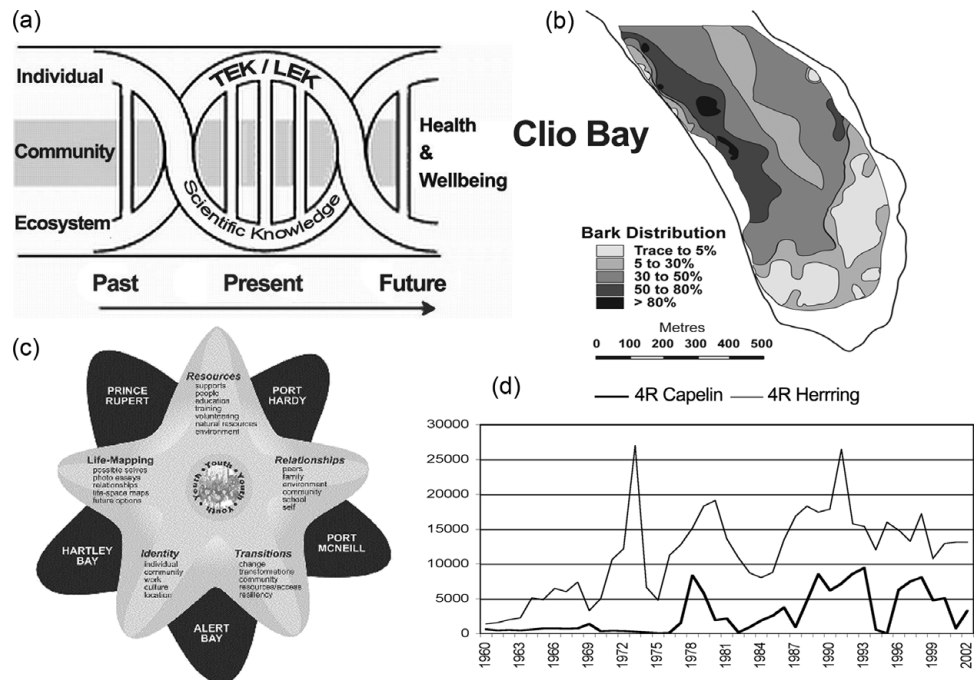 (a)
Individual
Community
Ecosystem
TEK / LEK
Scientific Knowledge
Health
&
Wellbeing
Past
Present
Future
(b)
Clio Bay
Bark Distribution
Trace to 5%
5 to 30%
30 to 50%
50 to 80%
> 80%
Metres
0 100 200 300 400 500
(c)
PRINCE
RUPERT
PORT
HARDY
PORT
MCNEILL
ALERT
BAY
HARTLEY
BAY
Resources
supports
people
education
training
volunteering
natural resources
environment
Life-Mapping
possible selves
photo essays
relationships
life-space maps
future options
Youth • Youth • Youth • Youth •
Relationships
peers
family
environment
community
school
self
Identity
individual
community
work
culture
location
Transitions
change
transformations
community
resources/access
resiliency
(d)
4R Capelin
4R Herrring
30000
25000
20000
15000
10000
5000
0
1960 1963 1966 1969 1972 1975 1978 1981 1984 1987 1990 1993 1996 1999 2002